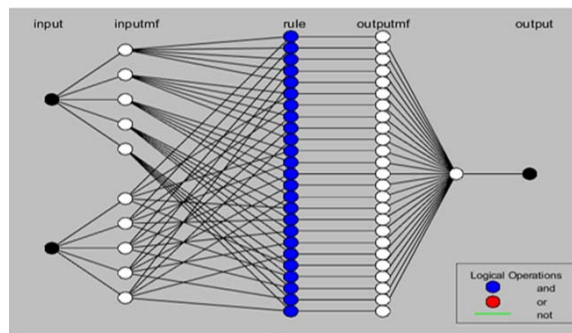 input inputmf rule outputmf output
Logical Operations
and
or
not